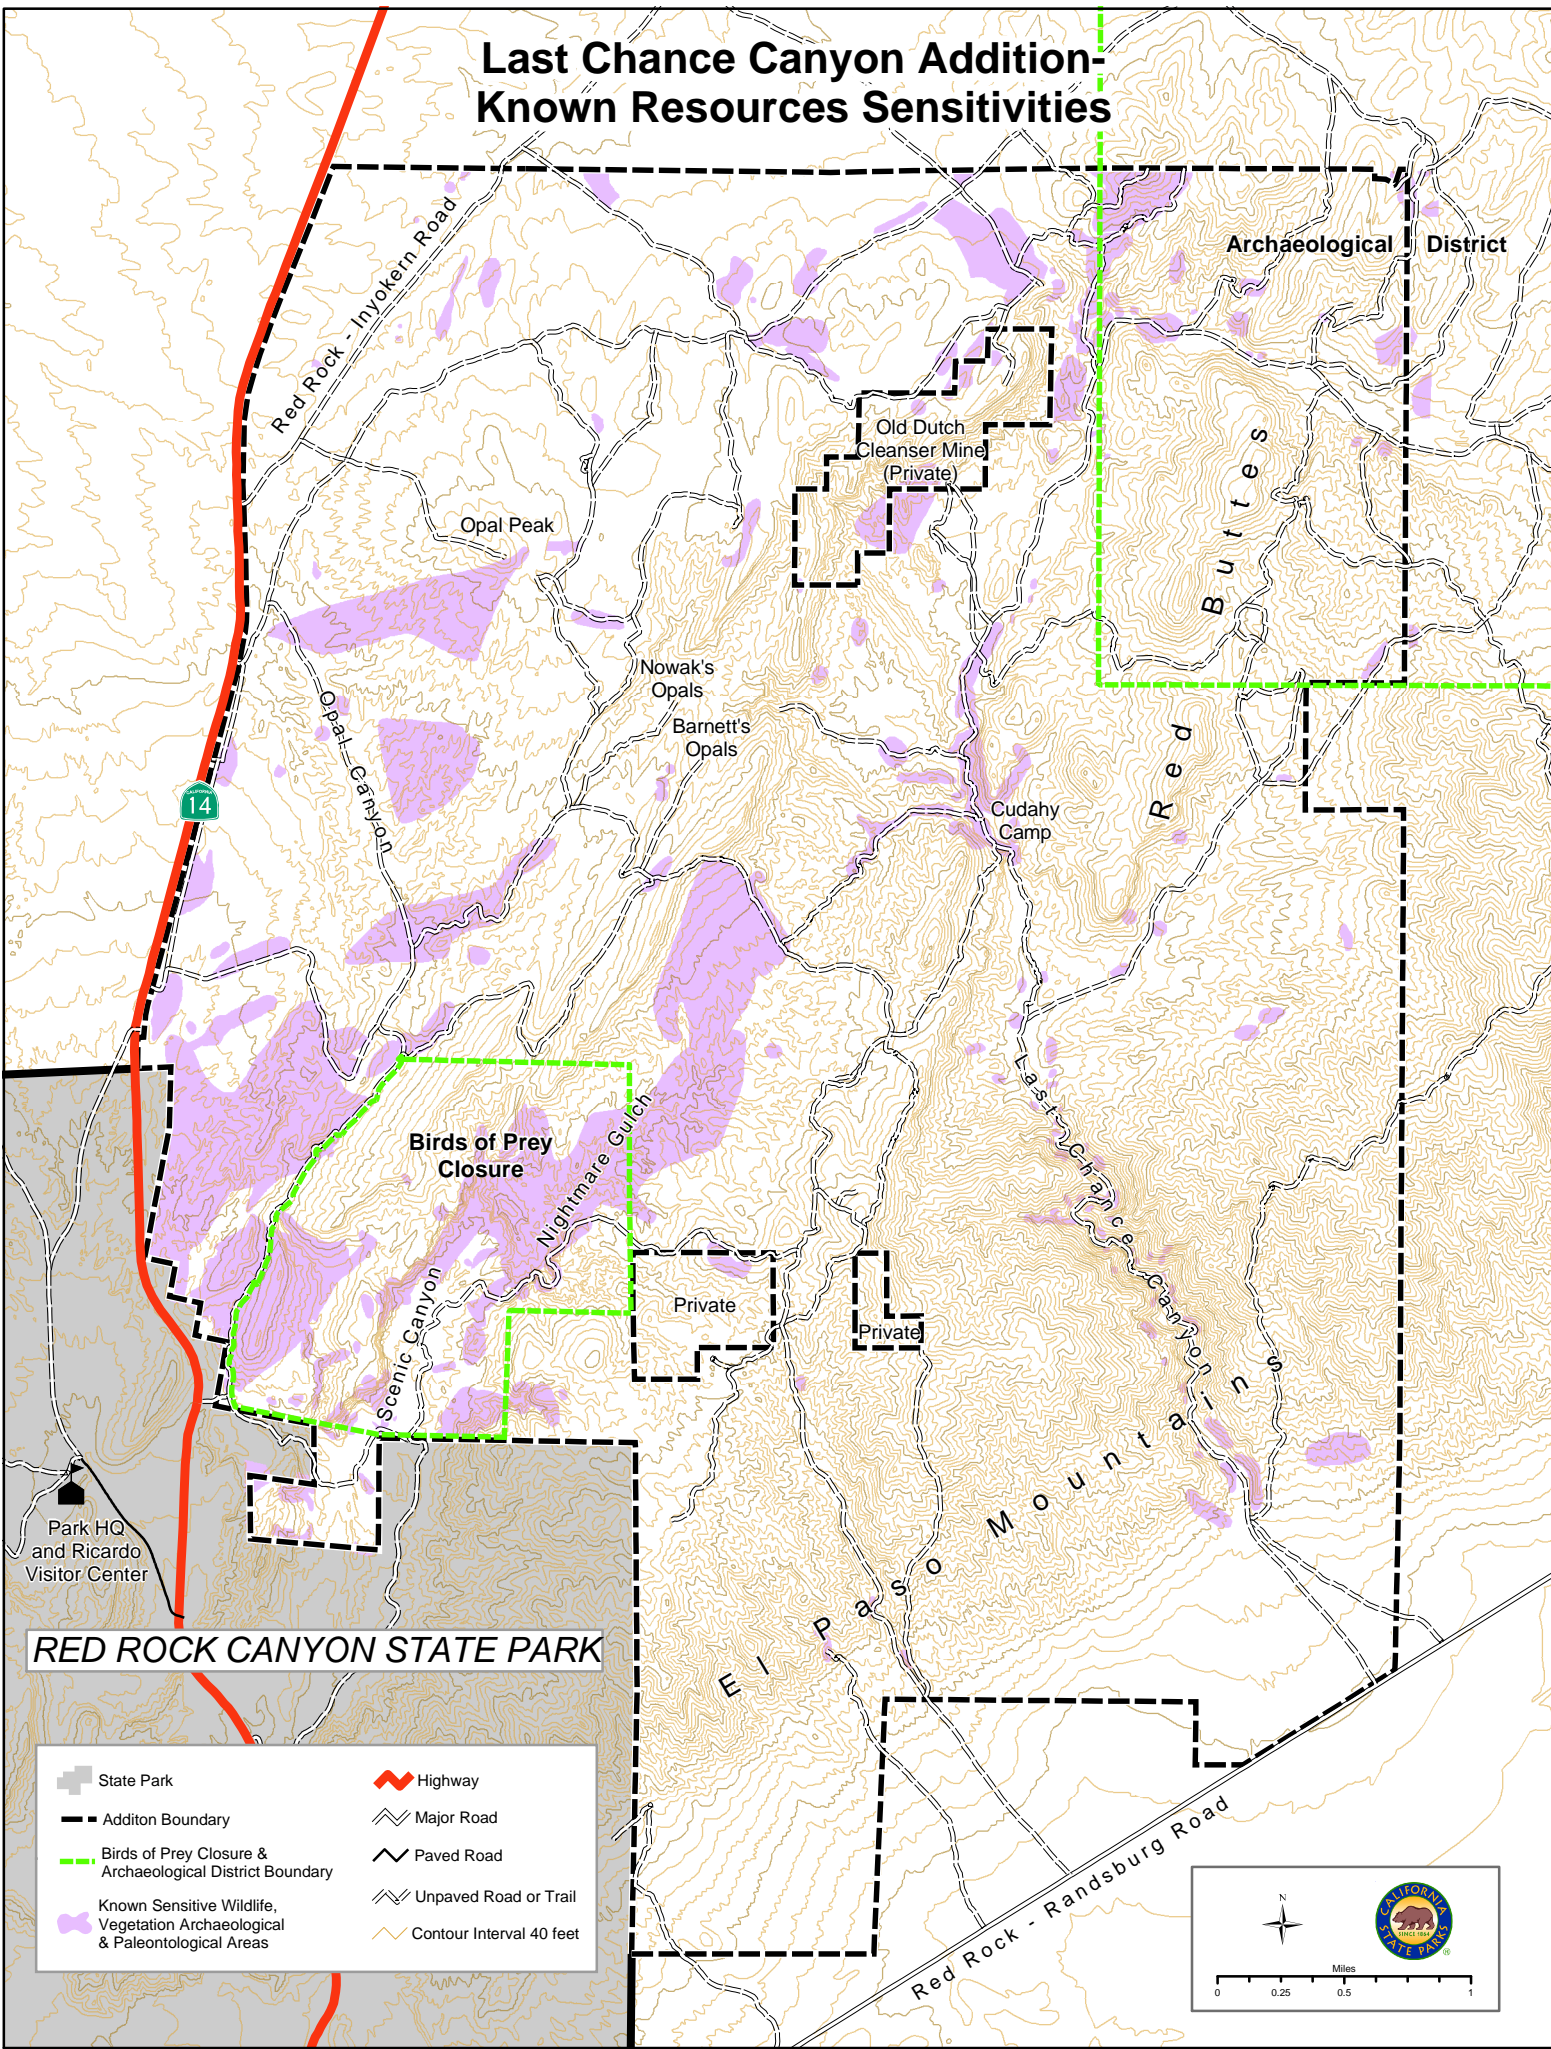 Last Chance Canyon Addition-
Known Resources Sensitivities
Red Rock - Inyokern Road
Archaeological District
Old Dutch
Cleanser Mine
(Private)
Opal Peak
Red Buttes
Nowak's
Opals
Barnett's
Opals
Opal Canyon
CALIFORNIA
14
Cudahy
Camp
Last Chance Canyon
Birds of Prey
Closure
Nightmare Gulch
Scenic Canyon
Private
Private
El Paso Mountains
Park HQ
and Ricardo
Visitor Center
RED ROCK CANYON STATE PARK
Red Rock - Randsburg Road
State Park
Additon Boundary
Birds of Prey Closure &
Archaeological District Boundary
Known Sensitive Wildlife,
Vegetation Archaeological
& Paleontological Areas
Highway
Major Road
Paved Road
Unpaved Road or Trail
Contour Interval 40 feet
N
CALIFORNIA
SINCE 1864
STATE PARKS
®
Miles
0 0.25 0.5 1